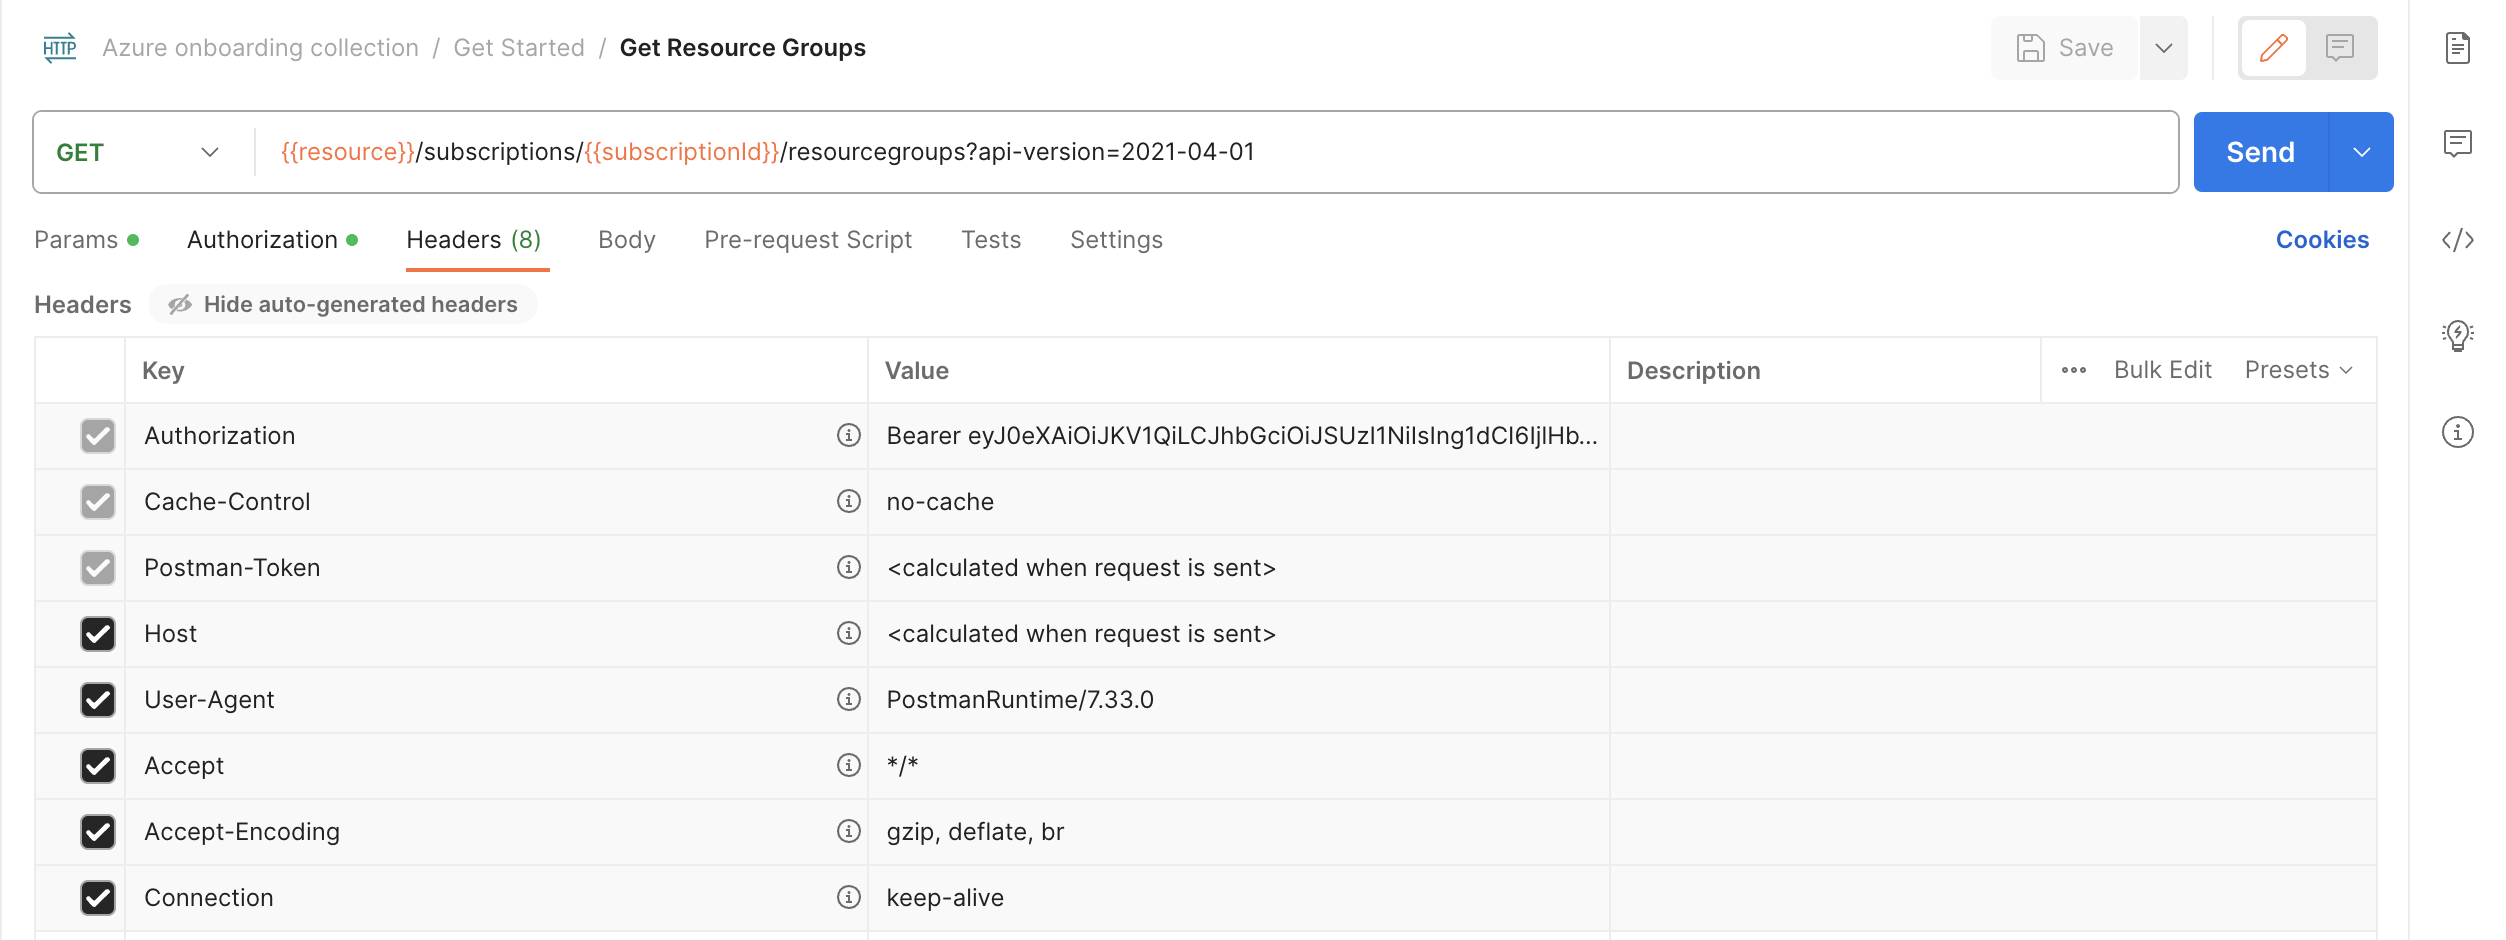 HTTP Azure onboarding collection / Get Started / Get Resource Groups Save
GET {{resource}}/subscriptions/{{subscriptionId}}/resourcegroups?api-version=2021-04-01 Send
Params Authorization Headers (8) Body Pre-request Script Tests Settings Cookies
Headers Hide auto-generated headers
Key Value Description Bulk Edit Presets
Authorization Bearer eyJ0eXAiOiJKV1QiLCJhbGciOiJSUzI1NiIsIng1dCI6IjlHb...
Cache-Control no-cache
Postman-Token <calculated when request is sent>
Host <calculated when request is sent>
User-Agent PostmanRuntime/7.33.0
Accept */*
Accept-Encoding gzip, deflate, br
Connection keep-alive